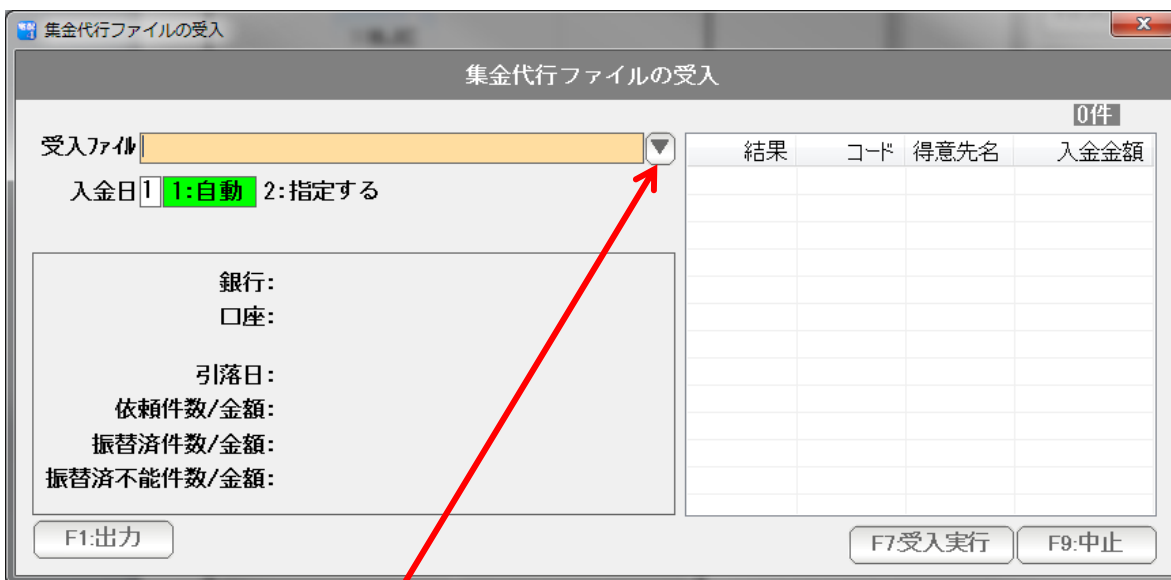 集金代行ファイルの受入
集金代行ファイルの受入
0件
受入ファイル
入金日 1 1:自動 2:指定する
結果 コード 得意先名 入金金額
銀行:
口座:
引落日:
依頼件数/金額:
振替済件数/金額:
振替済不能件数/金額:
F1:出力
F7:受入実行
F9:中止